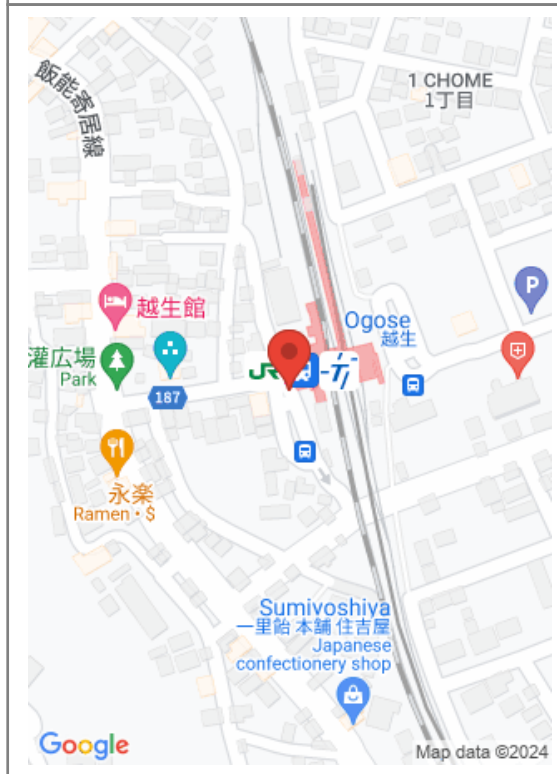 飯能寄居線
1 CHOME
1丁目
越生館
P
Ogose
越生
灌広場
Park
JR
187
永楽
Ramen • $
Sumiyoshiya
一里飴 本舗 住吉屋
Japanese
confectionery shop
Google
Map data ©2024